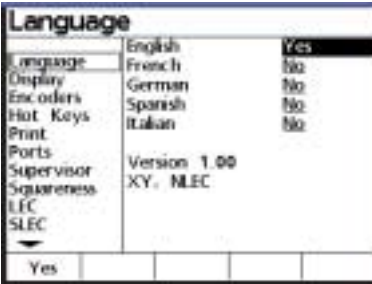 Language
Language
Display
Encoders
Hot Keys
Print
Ports
Supervisor
Squareness
LEC
SLEC
English Yes
French No
German No
Spanish No
Italian No
Version 1.00
XY. NLEC
Yes